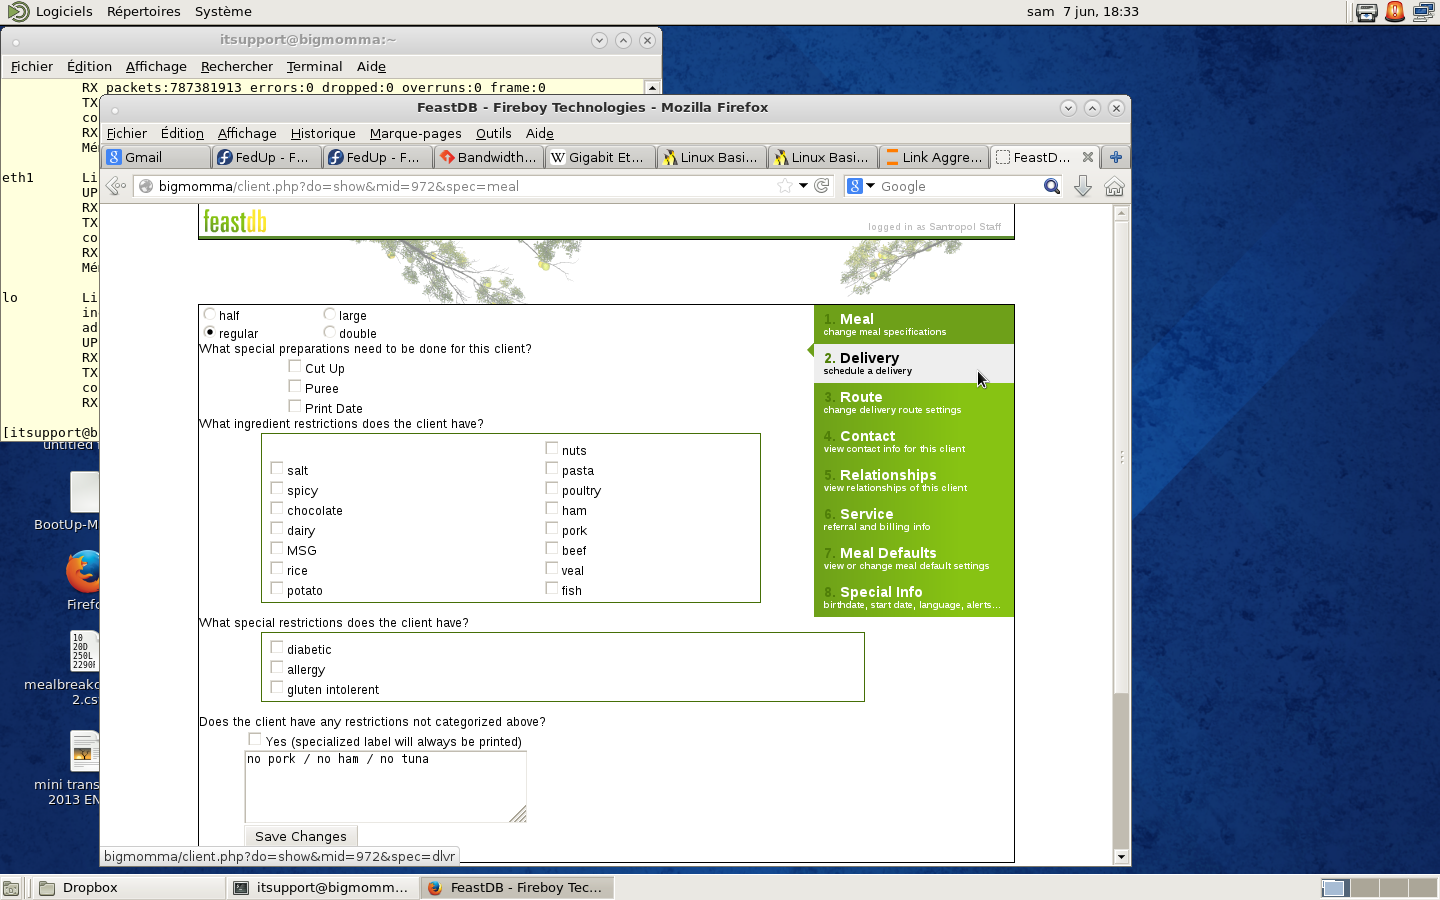 Logiciels Répertoires Système sam 7 jun, 18:33
itsupport@bigmomma:~
Fichier Édition Affichage Rechercher Terminal Aide
RX packets:787381913 errors:0 dropped:0 overruns:0 frame:0
TX
co
RX
Mé
eth1 Li
UP
RX
TX
co
RX
Mé
lo Li
in
ad
UP
RX
TX
co
RX
[itsupport@b
FeastDB - Fireboy Technologies - Mozilla Firefox
Fichier Édition Affichage Historique Marque-pages Outils Aide
Gmail FedUp - F... FedUp - F... Bandwidth... Gigabit Et... Linux Basi... Linux Basi... Link Aggre... FeastD...
bigmomma/client.php?do=show&mid=972&spec=meal
Google
feastdb
logged in as Santropol Staff
half large
regular double
What special preparations need to be done for this client?
Cut Up
Puree
Print Date
What ingredient restrictions does the client have?
nuts
salt pasta
spicy poultry
chocolate ham
dairy pork
MSG beef
rice veal
potato fish
What special restrictions does the client have?
diabetic
allergy
gluten intolerent
Does the client have any restrictions not categorized above?
Yes (specialized label will always be printed)
no pork / no ham / no tuna
Save Changes
1. Meal
change meal specifications
2. Delivery
schedule a delivery
3. Route
change delivery route settings
4. Contact
view contact info for this client
5. Relationships
view relationships of this client
6. Service
referral and billing info
7. Meal Defaults
view or change meal default settings
8. Special Info
birthdate, start date, language, alerts...
bigmomma/client.php?do=show&mid=972&spec=dlvr
untitled
BootUp-Ma
Firefo
10
20D
250L
2290F
mealbreakd
2.cs
mini trans
2013 EN
Dropbox itsupport@bigmomm... FeastDB - Fireboy Tec...